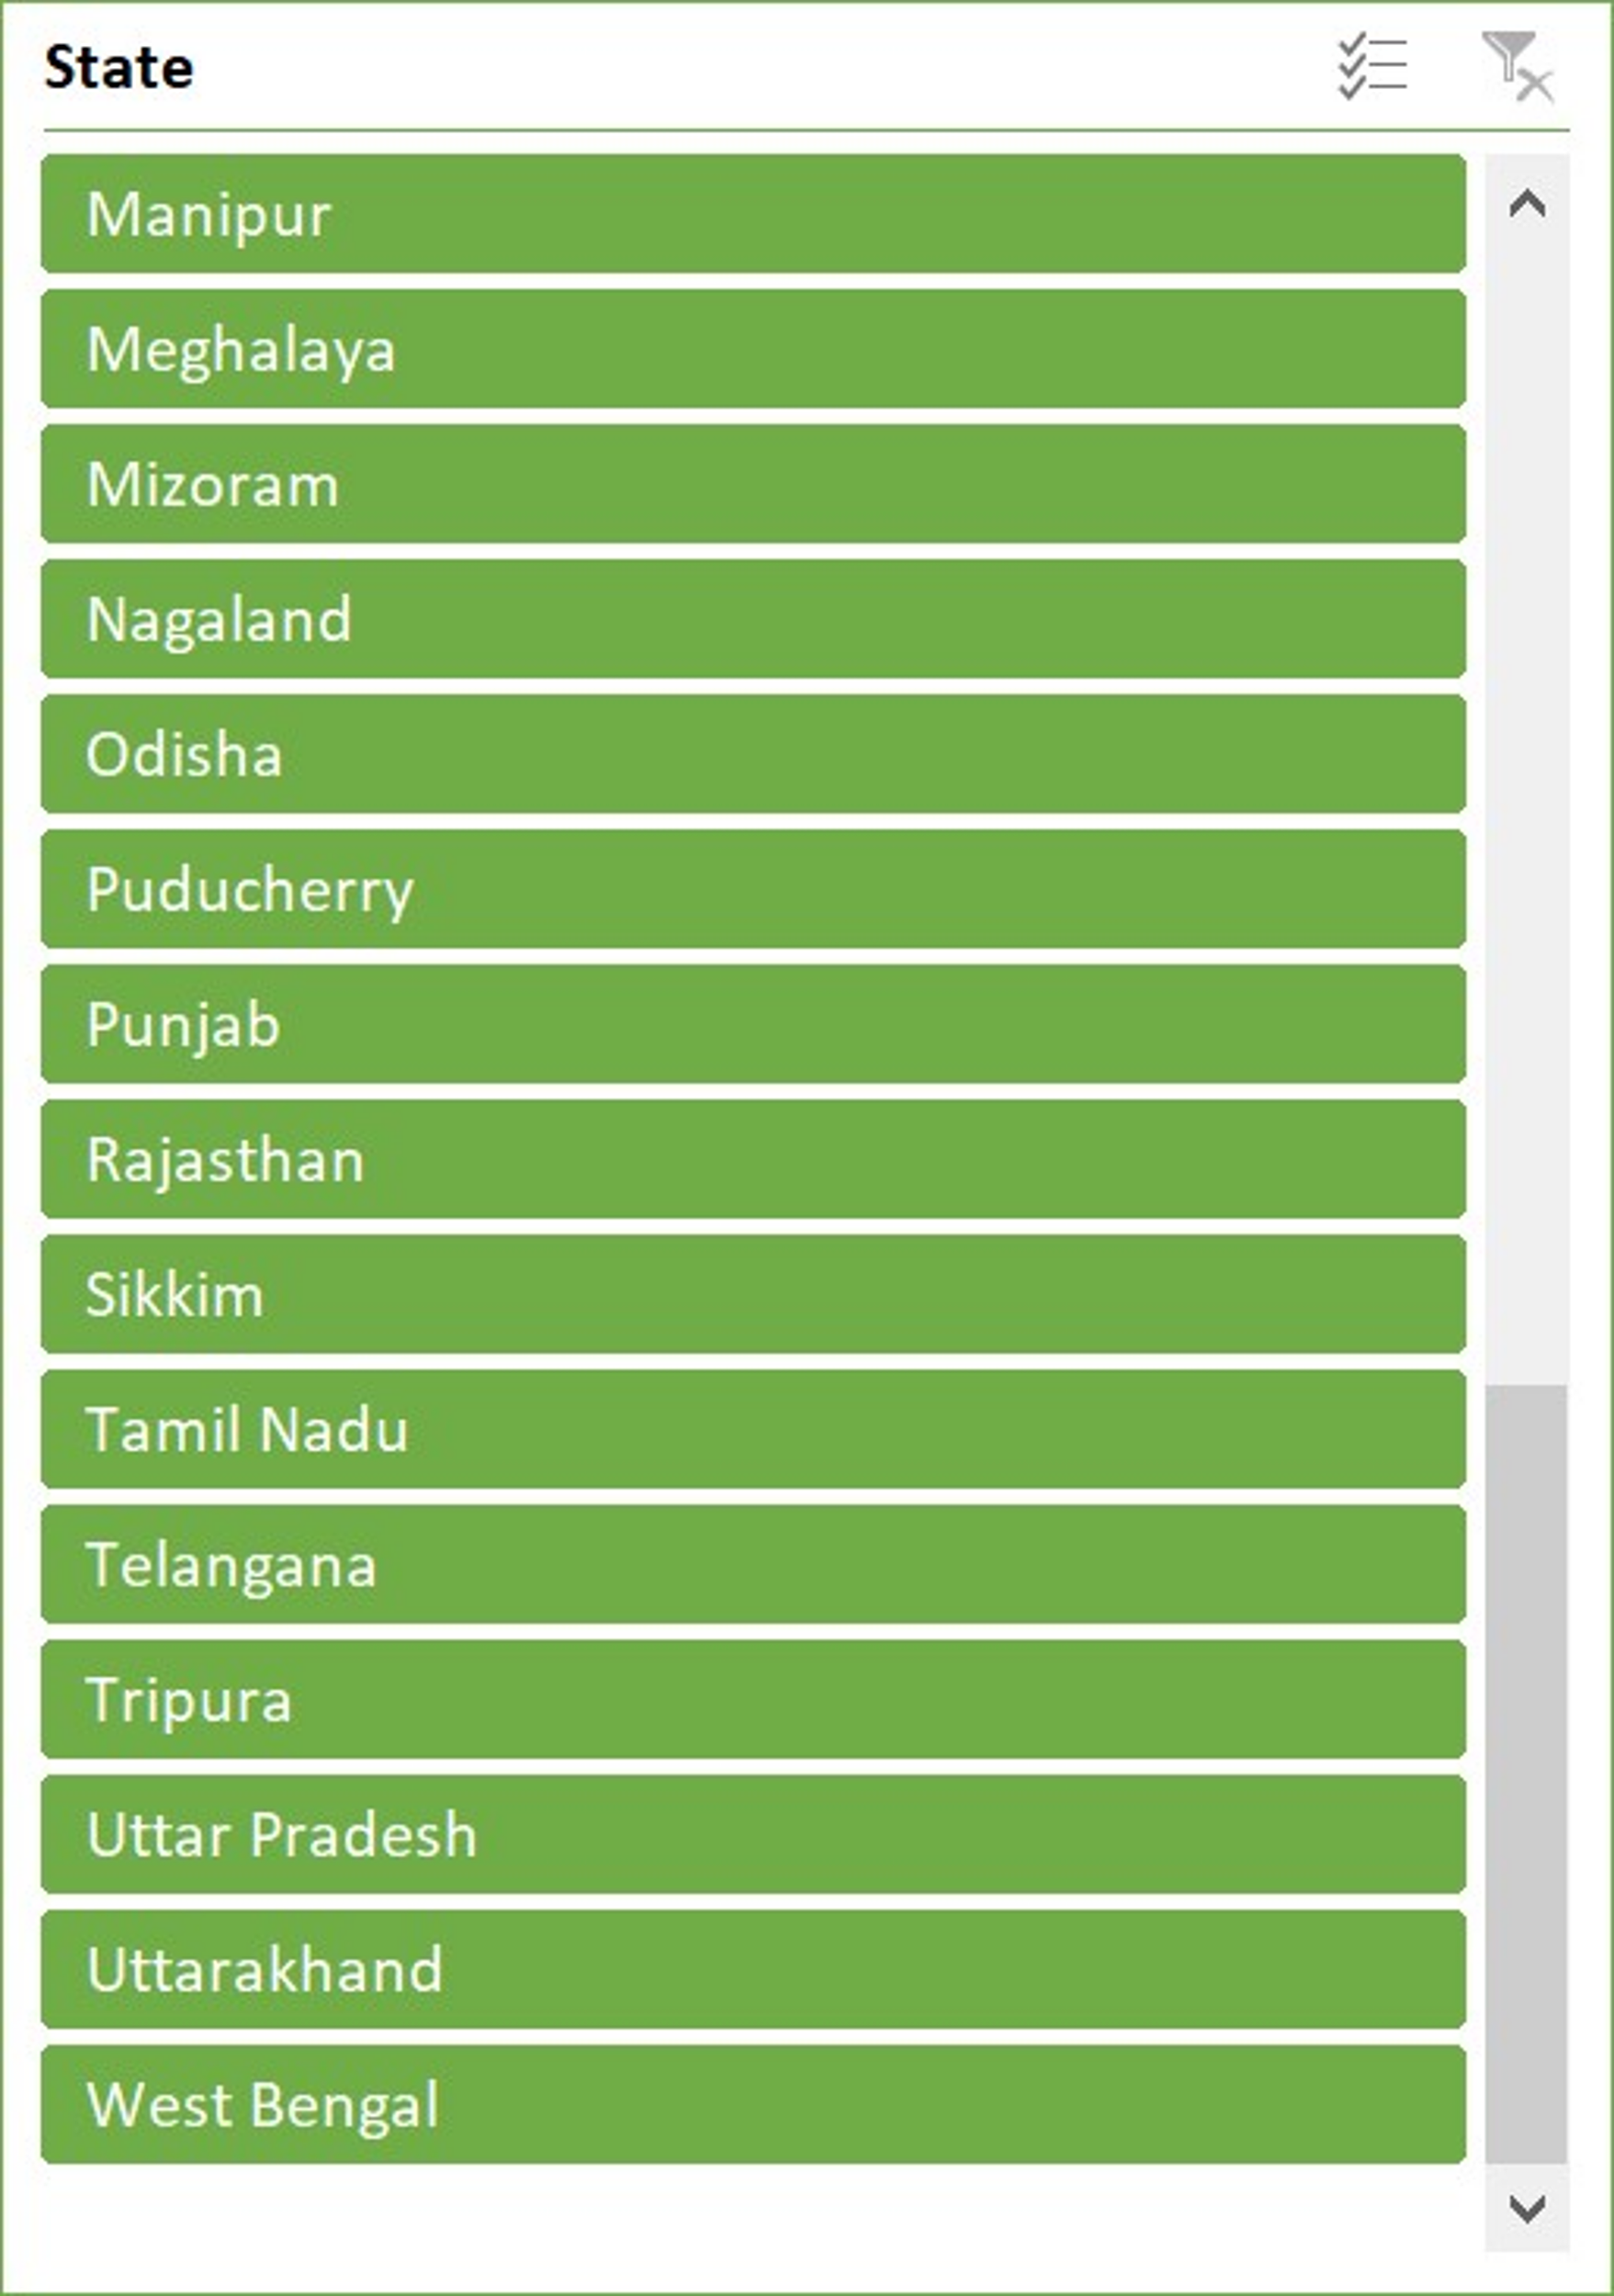 State
Manipur
Meghalaya
Mizoram
Nagaland
Odisha
Puducherry
Punjab
Rajasthan
Sikkim
Tamil Nadu
Telangana
Tripura
Uttar Pradesh
Uttarakhand
West Bengal